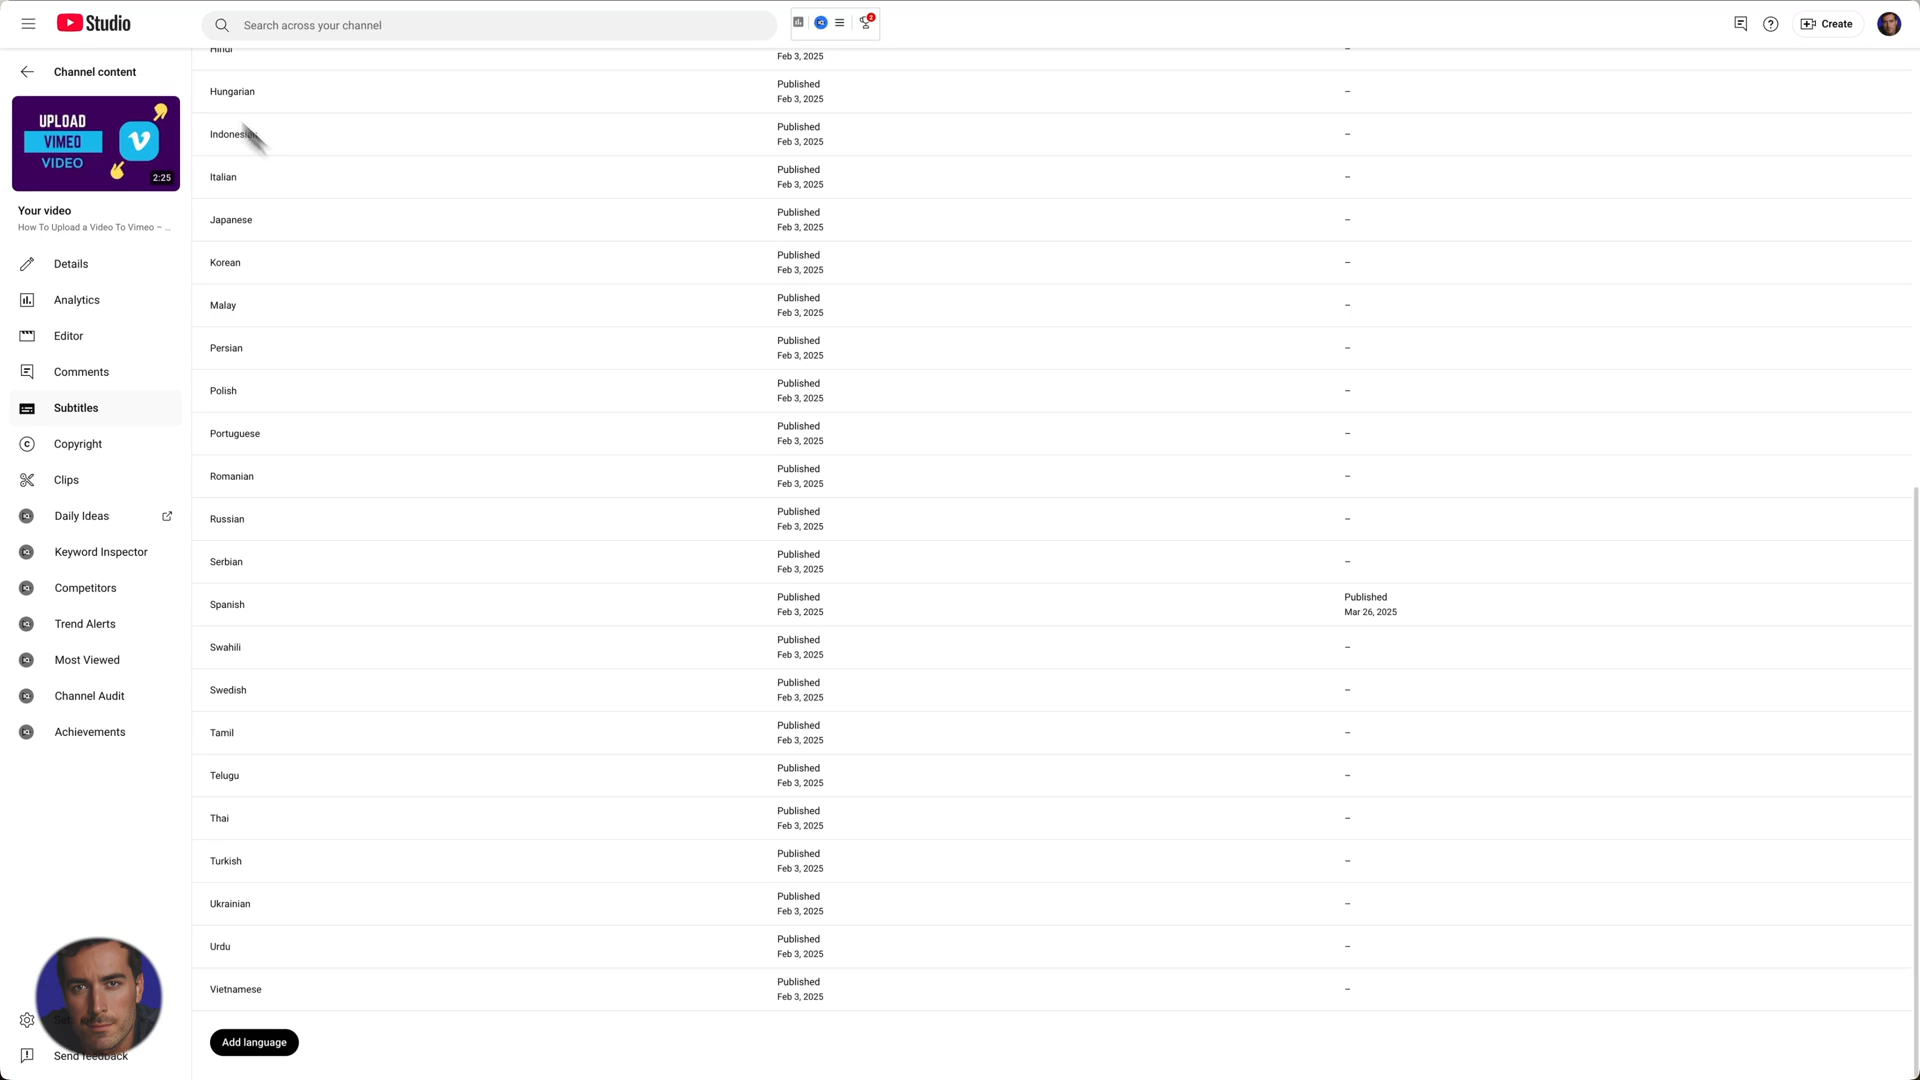 Studio
Search across your channel
2
Create
Channel content
UPLOAD
VIMEO
VIDEO
2:25
Your video
How To Upload a Video To Vimeo – ...
Details
Analytics
Editor
Comments
Subtitles
Copyright
Clips
Daily Ideas
Keyword Inspector
Competitors
Trend Alerts
Most Viewed
Channel Audit
Achievements
Send feedback
Hindi
Feb 3, 2025
–
Hungarian
Published
Feb 3, 2025
–
Indonesian
Published
Feb 3, 2025
–
Italian
Published
Feb 3, 2025
–
Japanese
Published
Feb 3, 2025
–
Korean
Published
Feb 3, 2025
–
Malay
Published
Feb 3, 2025
–
Persian
Published
Feb 3, 2025
–
Polish
Published
Feb 3, 2025
–
Portuguese
Published
Feb 3, 2025
–
Romanian
Published
Feb 3, 2025
–
Russian
Published
Feb 3, 2025
–
Serbian
Published
Feb 3, 2025
–
Spanish
Published
Feb 3, 2025
Published
Mar 26, 2025
Swahili
Published
Feb 3, 2025
–
Swedish
Published
Feb 3, 2025
–
Tamil
Published
Feb 3, 2025
–
Telugu
Published
Feb 3, 2025
–
Thai
Published
Feb 3, 2025
–
Turkish
Published
Feb 3, 2025
–
Ukrainian
Published
Feb 3, 2025
–
Urdu
Published
Feb 3, 2025
–
Vietnamese
Published
Feb 3, 2025
–
Add language